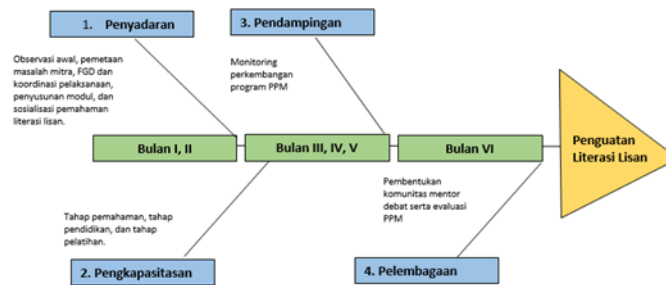 1. Penyadaran
Observasi awal, pemetaan
masalah mitra, FGD dan
koordinasi pelaksanaan,
penyusunan modul, dan
sosialisasi pemahaman
literasi lisan.
3. Pendampingan
Monitoring
perkembangan
program PPM
Bulan I, II
Bulan III, IV, V
Bulan VI
Penguatan
Literasi Lisan
Tahap pemahaman, tahap
pendidikan, dan tahap
pelatihan.
2. Pengkapasitasan
Pembentukan
komunitas mentor
debat serta evaluasi
PPM
4. Pelembagaan